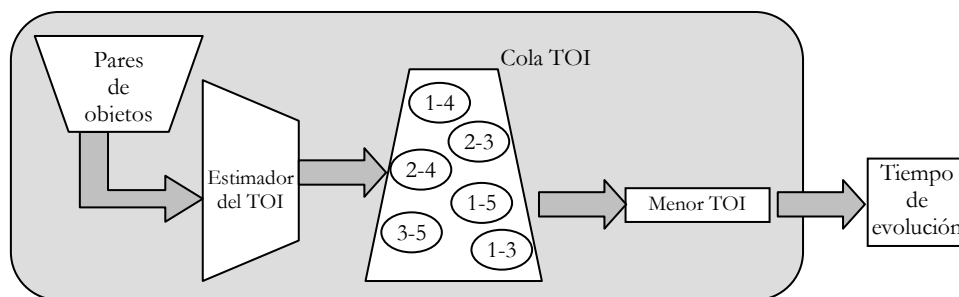 Pares
de
objetos
Estimador
del TOI
Cola TOI
1-4
2-3
2-4
1-5
3-5
1-3
Menor TOI
Tiempo
de
evolución